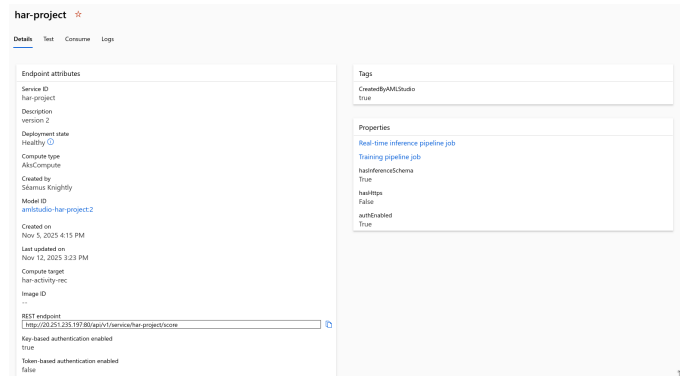 har-project
Details Test Consume Logs
Endpoint attributes
Service ID
har-project
Description
version 2
Deployment state
Healthy
Compute type
AksCompute
Created by
Séamus Knightly
Model ID
amlstudio-har-project:2
Created on
Nov 5, 2025 4:15 PM
Last updated on
Nov 12, 2025 3:23 PM
Compute target
har-activity-rec
Image ID
--
REST endpoint
http://20.251.235.197:80/api/v1/service/har-project/score
Key-based authentication enabled
true
Token-based authentication enabled
false
Tags
CreatedByAMLStudio
true
Properties
Real-time inference pipeline job
Training pipeline job
hasInferenceSchema
True
hasHttps
False
authEnabled
True